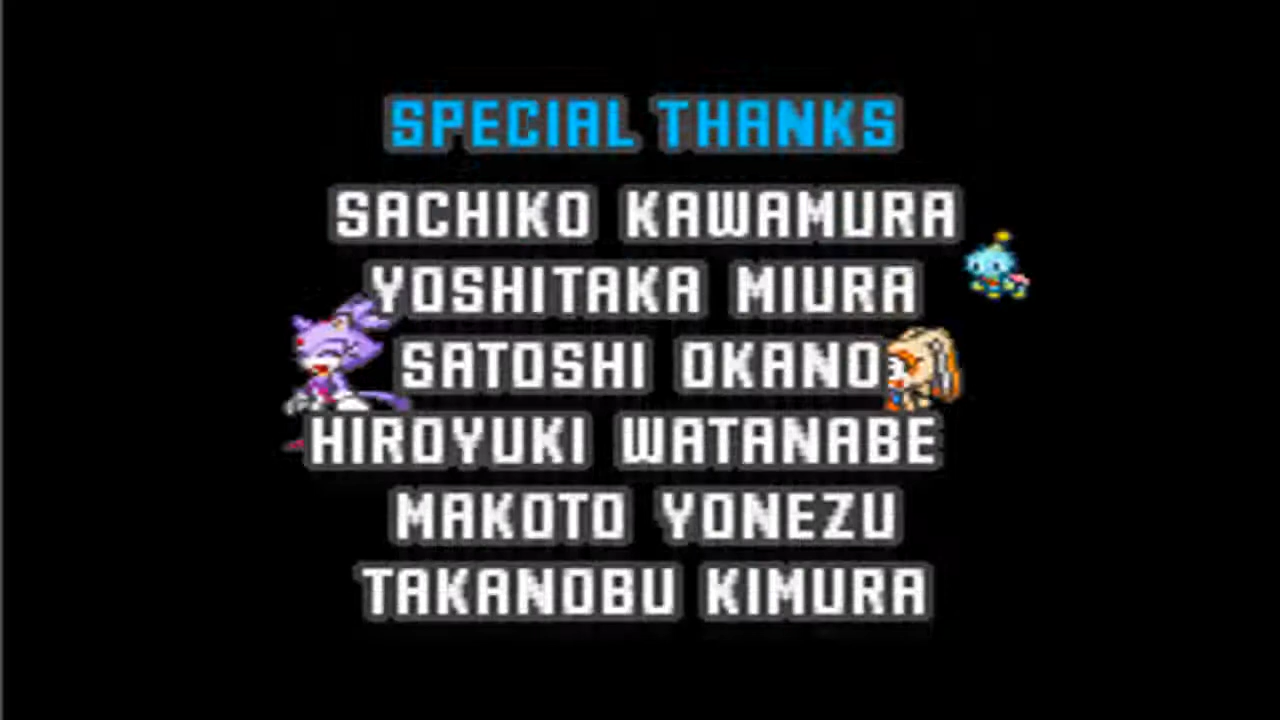 SPECIAL THANKS
SACHIKO KAWAMURA
YOSHITAKA MIURA
SATOSHI OKANO
HIROYUKI WATANABE
MAKOTO YONEZU
TAKANOBU KIMURA